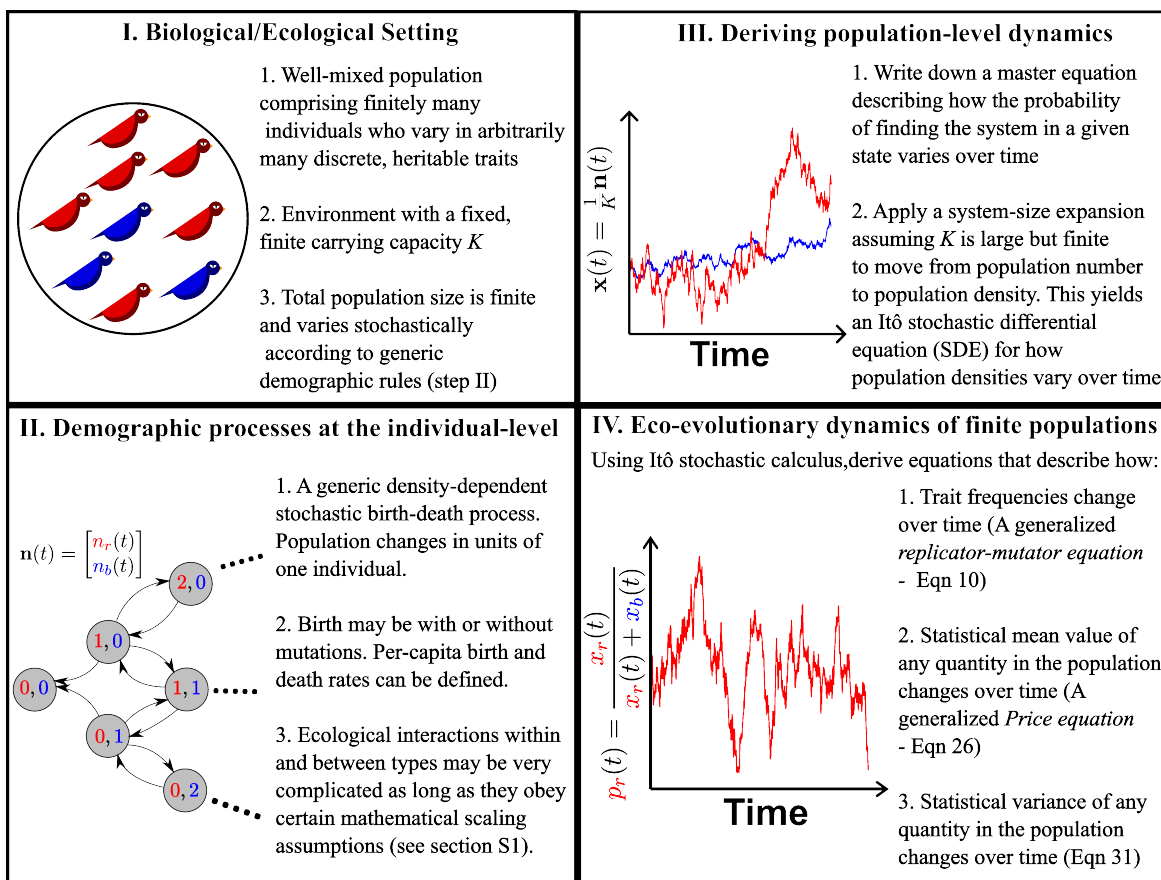 I. Biological/Ecological Setting
1. Well-mixed population
comprising finitely many
individuals who vary in arbitrarily
many discrete, heritable traits
2. Environment with a fixed,
finite carrying capacity K
3. Total population size is finite
and varies stochastically
according to generic
demographic rules (step II)
II. Demographic processes at the individual-level
n(t) = [n_r(t)
n_b(t)]
2,0
1,0
0,0
1,1
0,1
0,2
1. A generic density-dependent
stochastic birth-death process.
Population changes in units of
one individual.
2. Birth may be with or without
mutations. Per-capita birth and
death rates can be defined.
3. Ecological interactions within
and between types may be very
complicated as long as they obey
certain mathematical scaling
assumptions (see section S1).
III. Deriving population-level dynamics
x(t) = 1/K n(t)
Time
1. Write down a master equation
describing how the probability
of finding the system in a given
state varies over time
2. Apply a system-size expansion
assuming K is large but finite
to move from population number
to population density. This yields
an Itô stochastic differential
equation (SDE) for how
population densities vary over time
IV. Eco-evolutionary dynamics of finite populations
Using Itô stochastic calculus,derive equations that describe how:
p_r(t) = x_r(t) / x_r(t) + x_b(t)
Time
1. Trait frequencies change
over time (A generalized
replicator-mutator equation
- Eqn 10)
2. Statistical mean value of
any quantity in the population
changes over time (A
generalized Price equation
- Eqn 26)
3. Statistical variance of any
quantity in the population
changes over time (Eqn 31)